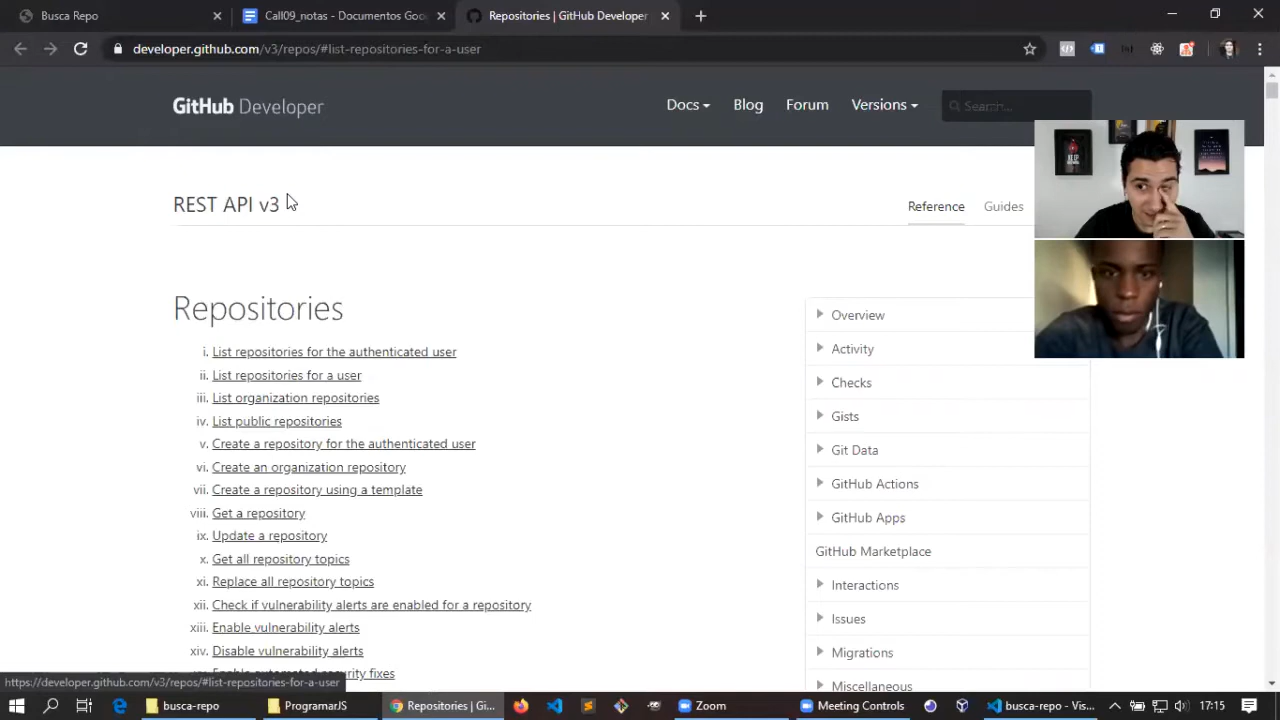 Busca Repo
Call09_notas - Documentos Goo
Repositories | GitHub Developer
developer.github.com/v3/repos/#list-repositories-for-a-user
GitHub Developer
Docs
Blog
Forum
Versions
Search...
KEEP
REST API v3
Reference
Guides
Repositories
i. List repositories for the authenticated user
ii. List repositories for a user
iii. List organization repositories
iv. List public repositories
v. Create a repository for the authenticated user
vi. Create an organization repository
vii. Create a repository using a template
viii. Get a repository
ix. Update a repository
x. Get all repository topics
xi. Replace all repository topics
xii. Check if vulnerability alerts are enabled for a repository
xiii. Enable vulnerability alerts
xiv. Disable vulnerability alerts
Enable automated security fixes
Overview
Activity
Checks
Gists
Git Data
GitHub Actions
GitHub Apps
GitHub Marketplace
Interactions
Issues
Migrations
Miscellaneous
https://developer.github.com/v3/repos/#list-repositories-for-a-user
busca-repo
ProgramarJS
Repositories | Gi...
Zoom
Meeting Controls
busca-repo - Vis...
17:15